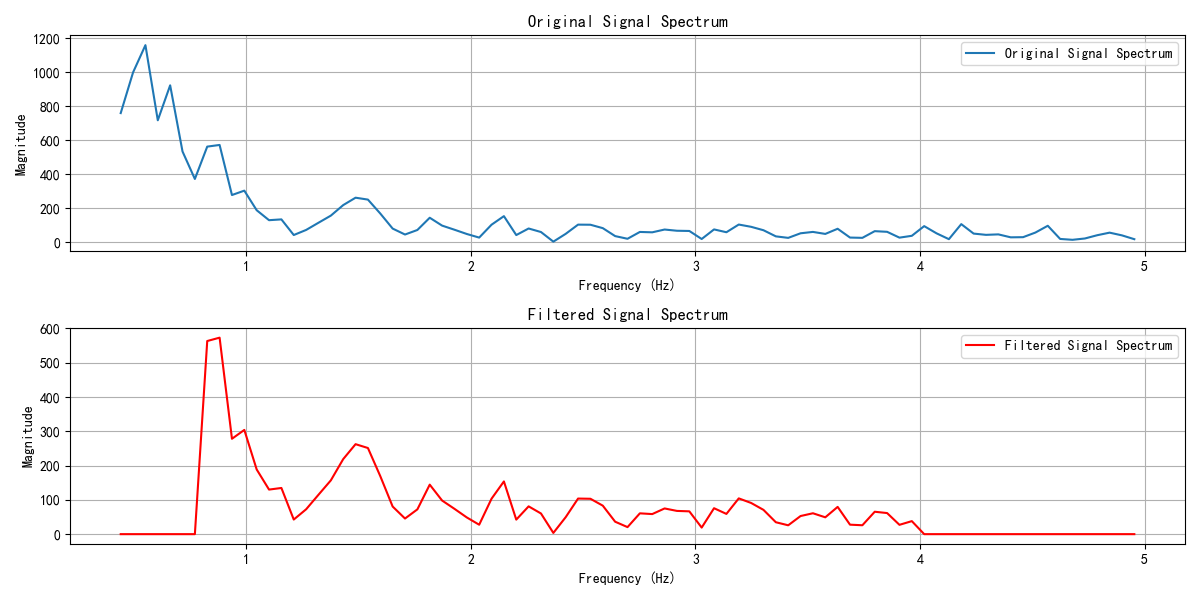 Original Signal Spectrum
1200
1000
800
600
400
200
0
Magnitude
Original Signal Spectrum
1 2 3 4 5
Frequency (Hz)
Filtered Signal Spectrum
600
500
400
300
200
100
0
Magnitude
Filtered Signal Spectrum
1 2 3 4 5
Frequency (Hz)